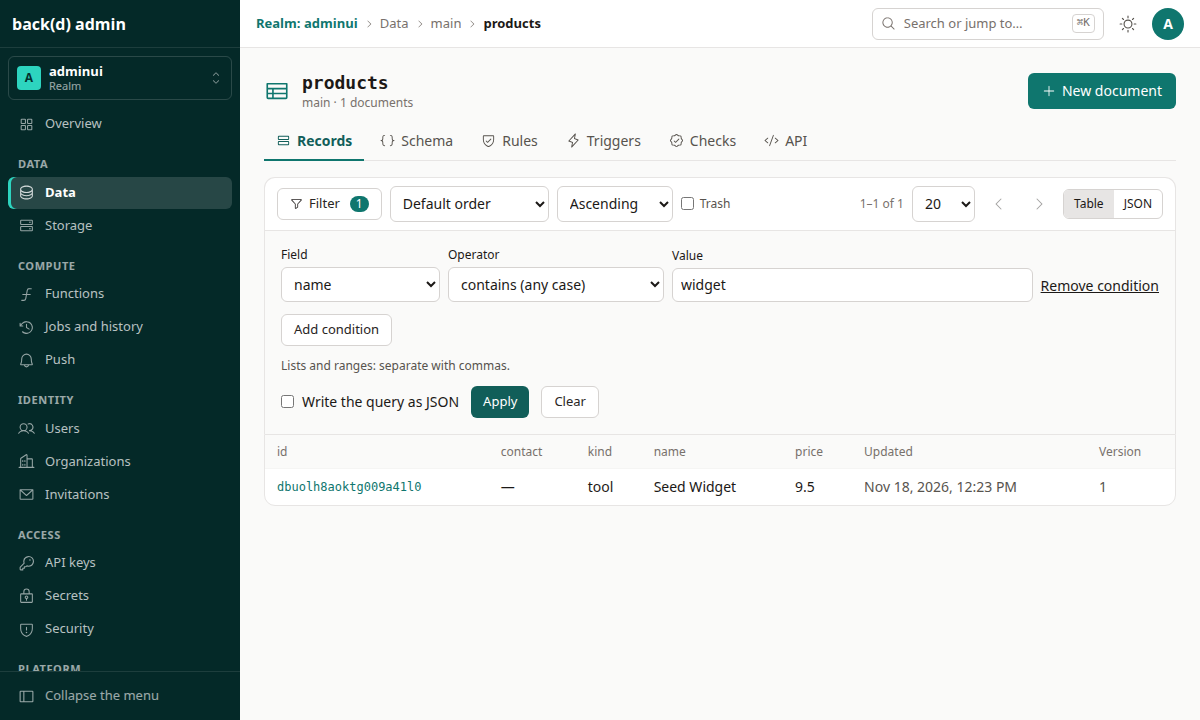 back(d) admin
Realm: adminui > Data > main > products
Search or jump to...
⌘K
A
A
adminui
Realm
Overview
DATA
Data
Storage
COMPUTE
Functions
Jobs and history
Push
IDENTITY
Users
Organizations
Invitations
ACCESS
API keys
Secrets
Security
PLATFORM
Collapse the menu
products
main · 1 documents
+ New document
Records
{ } Schema
Rules
Triggers
Checks
</> API
Filter 1
Default order
Ascending
Trash
1–1 of 1
20
Table
JSON
Field
Operator
Value
name
contains (any case)
widget
Remove condition
Add condition
Lists and ranges: separate with commas.
Write the query as JSON
Apply
Clear
id contact kind name price Updated Version
dbuolh8aoktg009a41l0 — tool Seed Widget 9.5 Nov 18, 2026, 12:23 PM 1